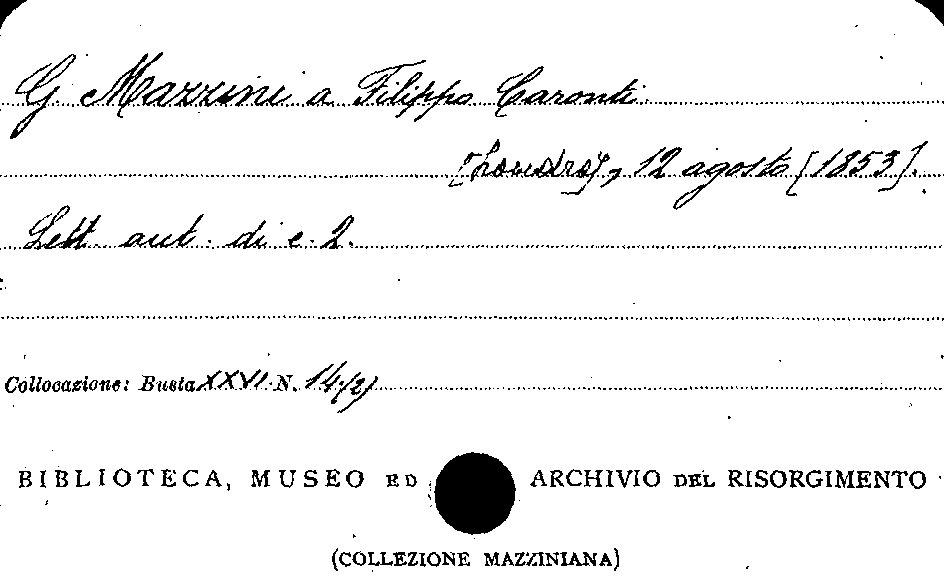 G. Mazzini a Filippo Caronti.
[Londra], 12 agosto [1853].
Lett. aut. di c. 2.
Collocazione: Busta XXVI N. 14 (2)
BIBLIOTECA, MUSEO ED ARCHIVIO DEL RISORGIMENTO
(COLLEZIONE MAZZINIANA)